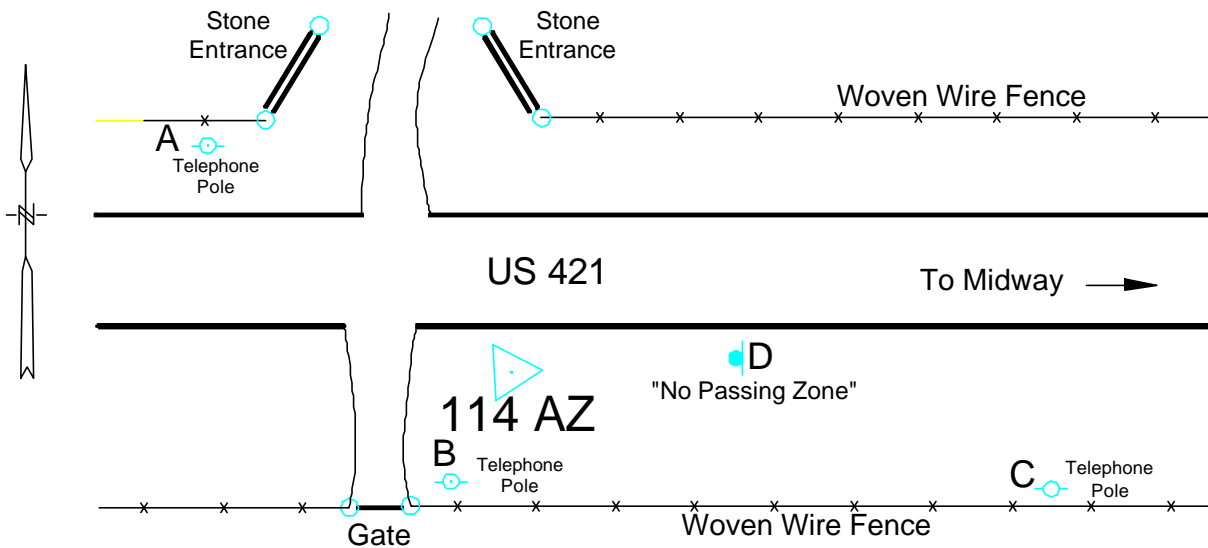 Stone
Entrance
Stone
Entrance
Woven Wire Fence
A
Telephone
Pole
N
US 421
To Midway
D
"No Passing Zone"
114 AZ
B
Telephone
Pole
C
Telephone
Pole
Woven Wire Fence
Gate